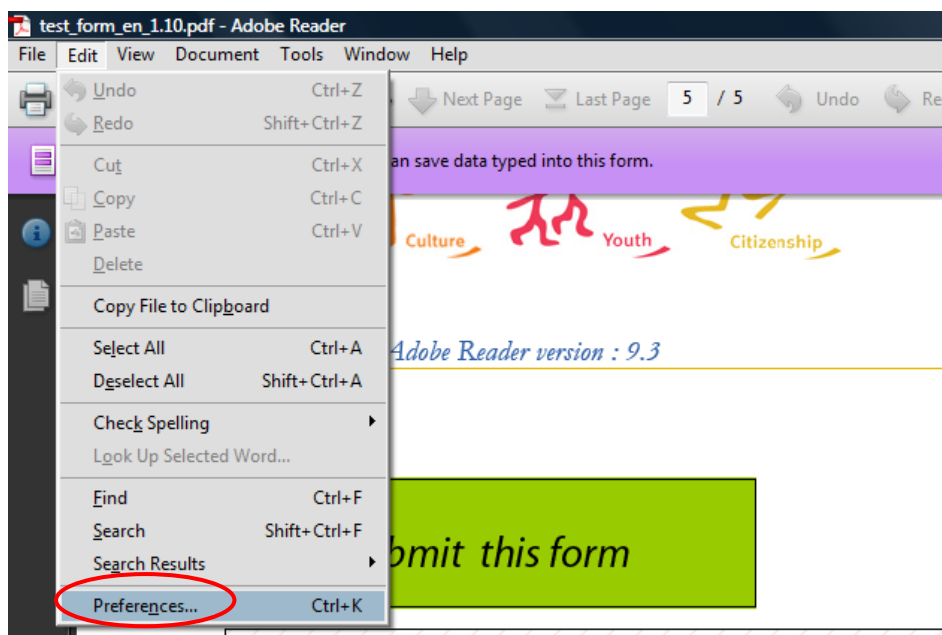 test_form_en_1.10.pdf - Adobe Reader
File Edit View Document Tools Window Help
Next Page Last Page 5 / 5 Undo Re
an save data typed into this form.
Undo Ctrl+Z
Redo Shift+Ctrl+Z
Cut Ctrl+X
Copy Ctrl+C
Paste Ctrl+V
Delete
Copy File to Clipboard
Select All Ctrl+A
Deselect All Shift+Ctrl+A
Check Spelling
Look Up Selected Word...
Find Ctrl+F
Search Shift+Ctrl+F
Search Results
Preferences... Ctrl+K
Culture Youth Citizenship
Adobe Reader version : 9.3
bmit this form